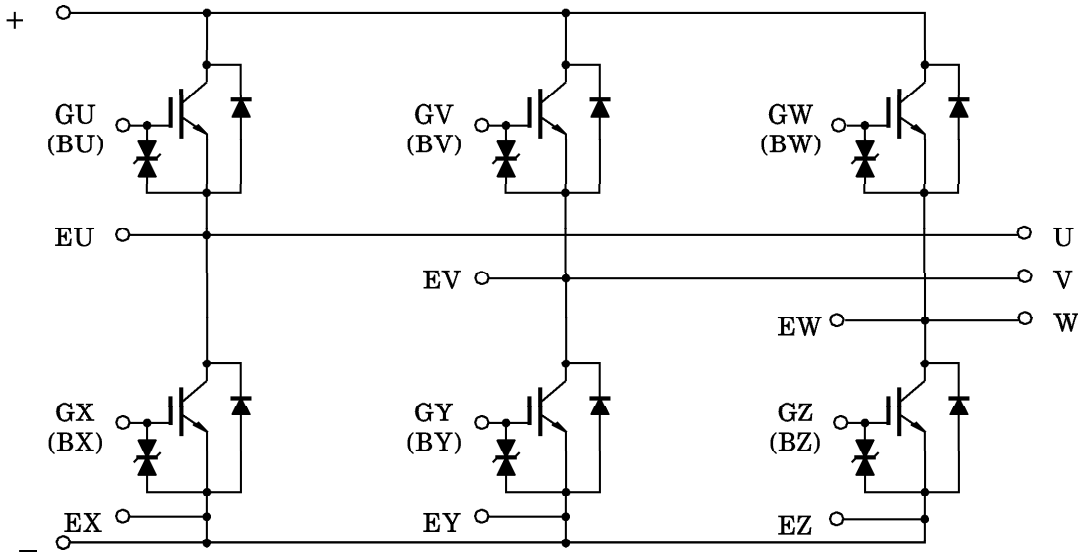 +
GU
(BU)
GV
(BV)
GW
(BW)
EU
U
EV
V
EW
W
GX
(BX)
GY
(BY)
GZ
(BZ)
EX
EY
EZ
−